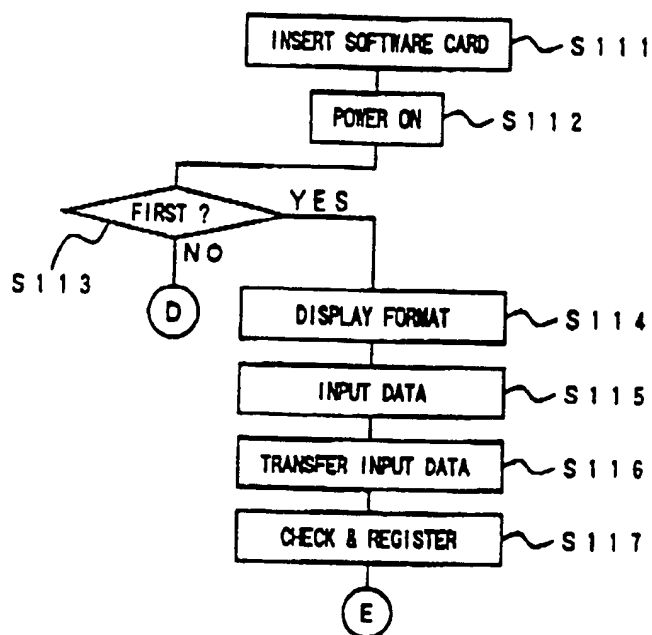 INSERT SOFTWARE CARD S111
POWER ON S112
FIRST ? YES
NO
S113
D
DISPLAY FORMAT S114
INPUT DATA S115
TRANSFER INPUT DATA S116
CHECK & REGISTER S117
E